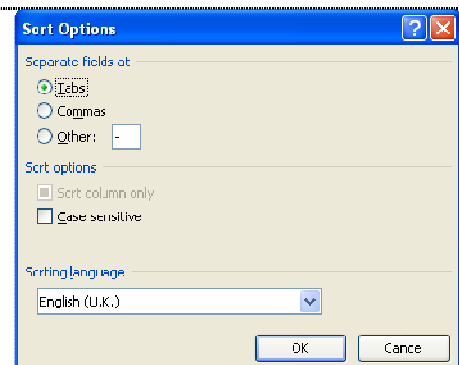 Sort Options
Separate fields at
Tabs
Commas
Other: -
Sort options
Sort column only
Case sensitive
Sorting language
English (U.K.)
OK Cance